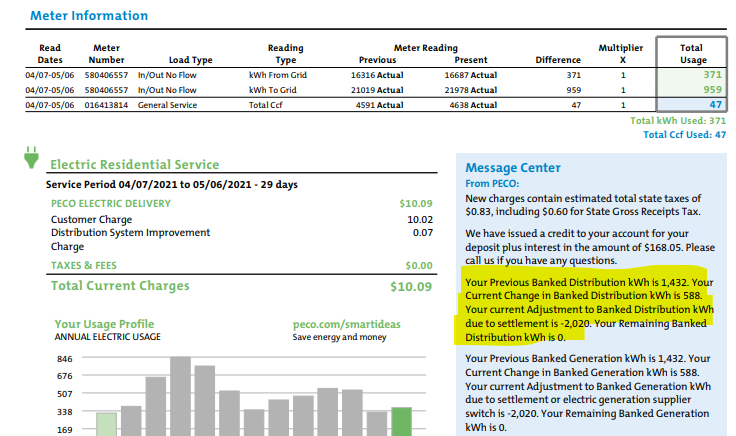 Meter Information
Read Dates Meter Number Load Type Reading Type Meter Reading Previous Present Difference Multiplier X Total Usage
04/07-05/06 580406557 In/Out No Flow kWh From Grid 16316 Actual 16687 Actual 371 1 371
04/07-05/06 580406557 In/Out No Flow kWh To Grid 21019 Actual 21978 Actual 959 1 959
04/07-05/06 016413814 General Service Total Ccf 4591 Actual 4638 Actual 47 1 47
Total kWh Used: 371
Total Ccf Used: 47
Electric Residential Service
Service Period 04/07/2021 to 05/06/2021 - 29 days
PECO ELECTRIC DELIVERY $10.09
Customer Charge 10.02
Distribution System Improvement 0.07
Charge
TAXES & FEES $0.00
Total Current Charges $10.09
Your Usage Profile peco.com/smartideas
ANNUAL ELECTRIC USAGE Save energy and money
846
676
507
338
169
Message Center
From PECO:
New charges contain estimated total state taxes of
$0.83, including $0.60 for State Gross Receipts Tax.
We have issued a credit to your account for your
deposit plus interest in the amount of $168.05. Please
call us if you have any questions.
Your Previous Banked Distribution kWh is 1,432. Your
Current Change in Banked Distribution kWh is 588.
Your current Adjustment to Banked Distribution kWh
due to settlement is -2,020. Your Remaining Banked
Distribution kWh is 0.
Your Previous Banked Generation kWh is 1,432. Your
Current Change in Banked Generation kWh is 588.
Your current Adjustment to Banked Generation kWh
due to settlement or electric generation supplier
switch is -2,020. Your Remaining Banked Generation
kWh is 0.